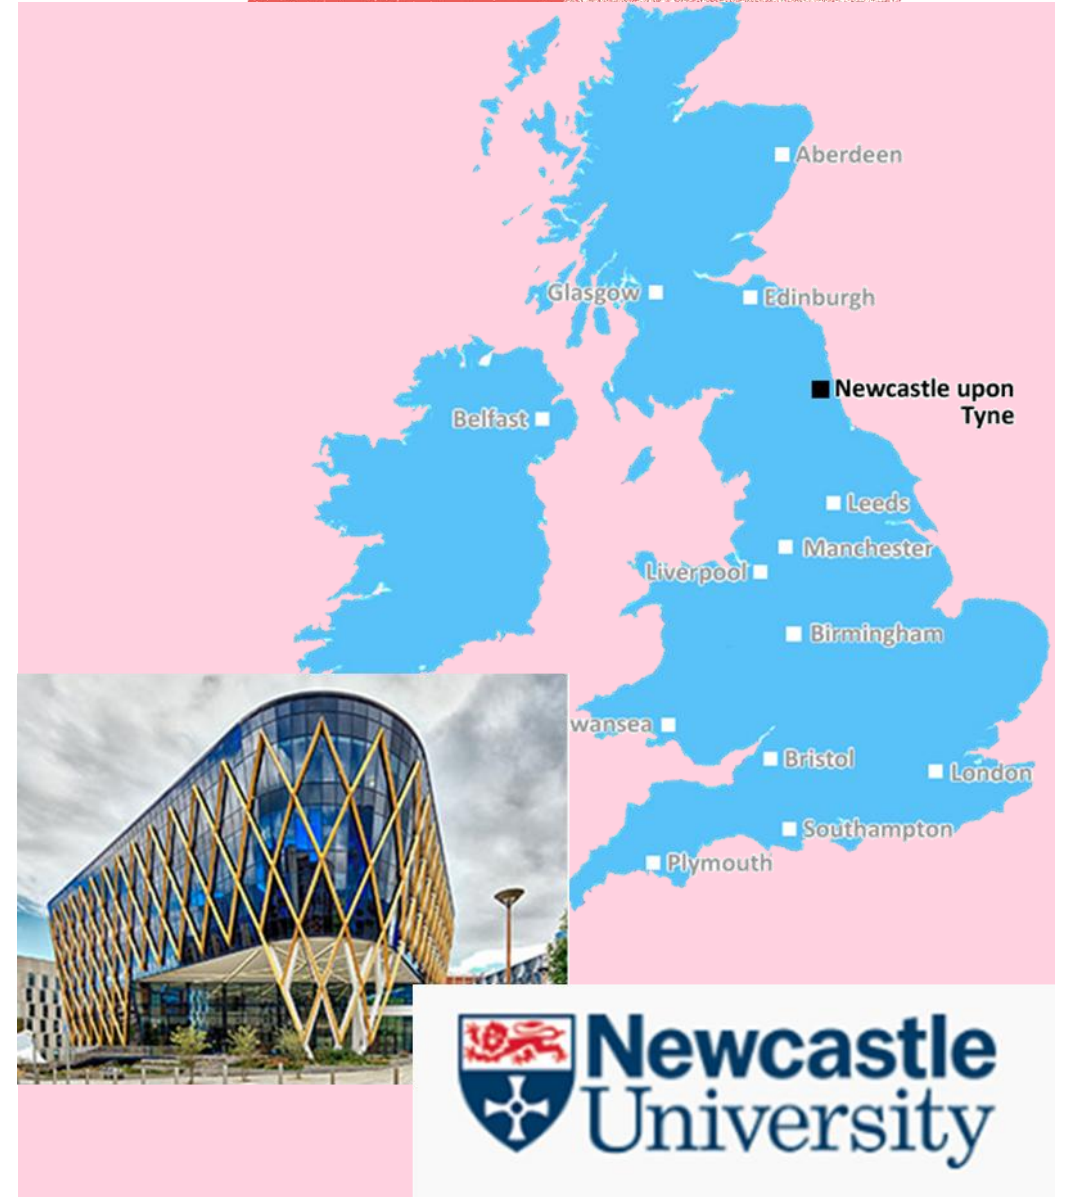 Aberdeen
Glasgow
Edinburgh
Newcastle upon
Tyne
Belfast
Leeds
Manchester
Liverpool
Birmingham
wansea
Bristol
London
Southampton
Plymouth
Newcastle
University